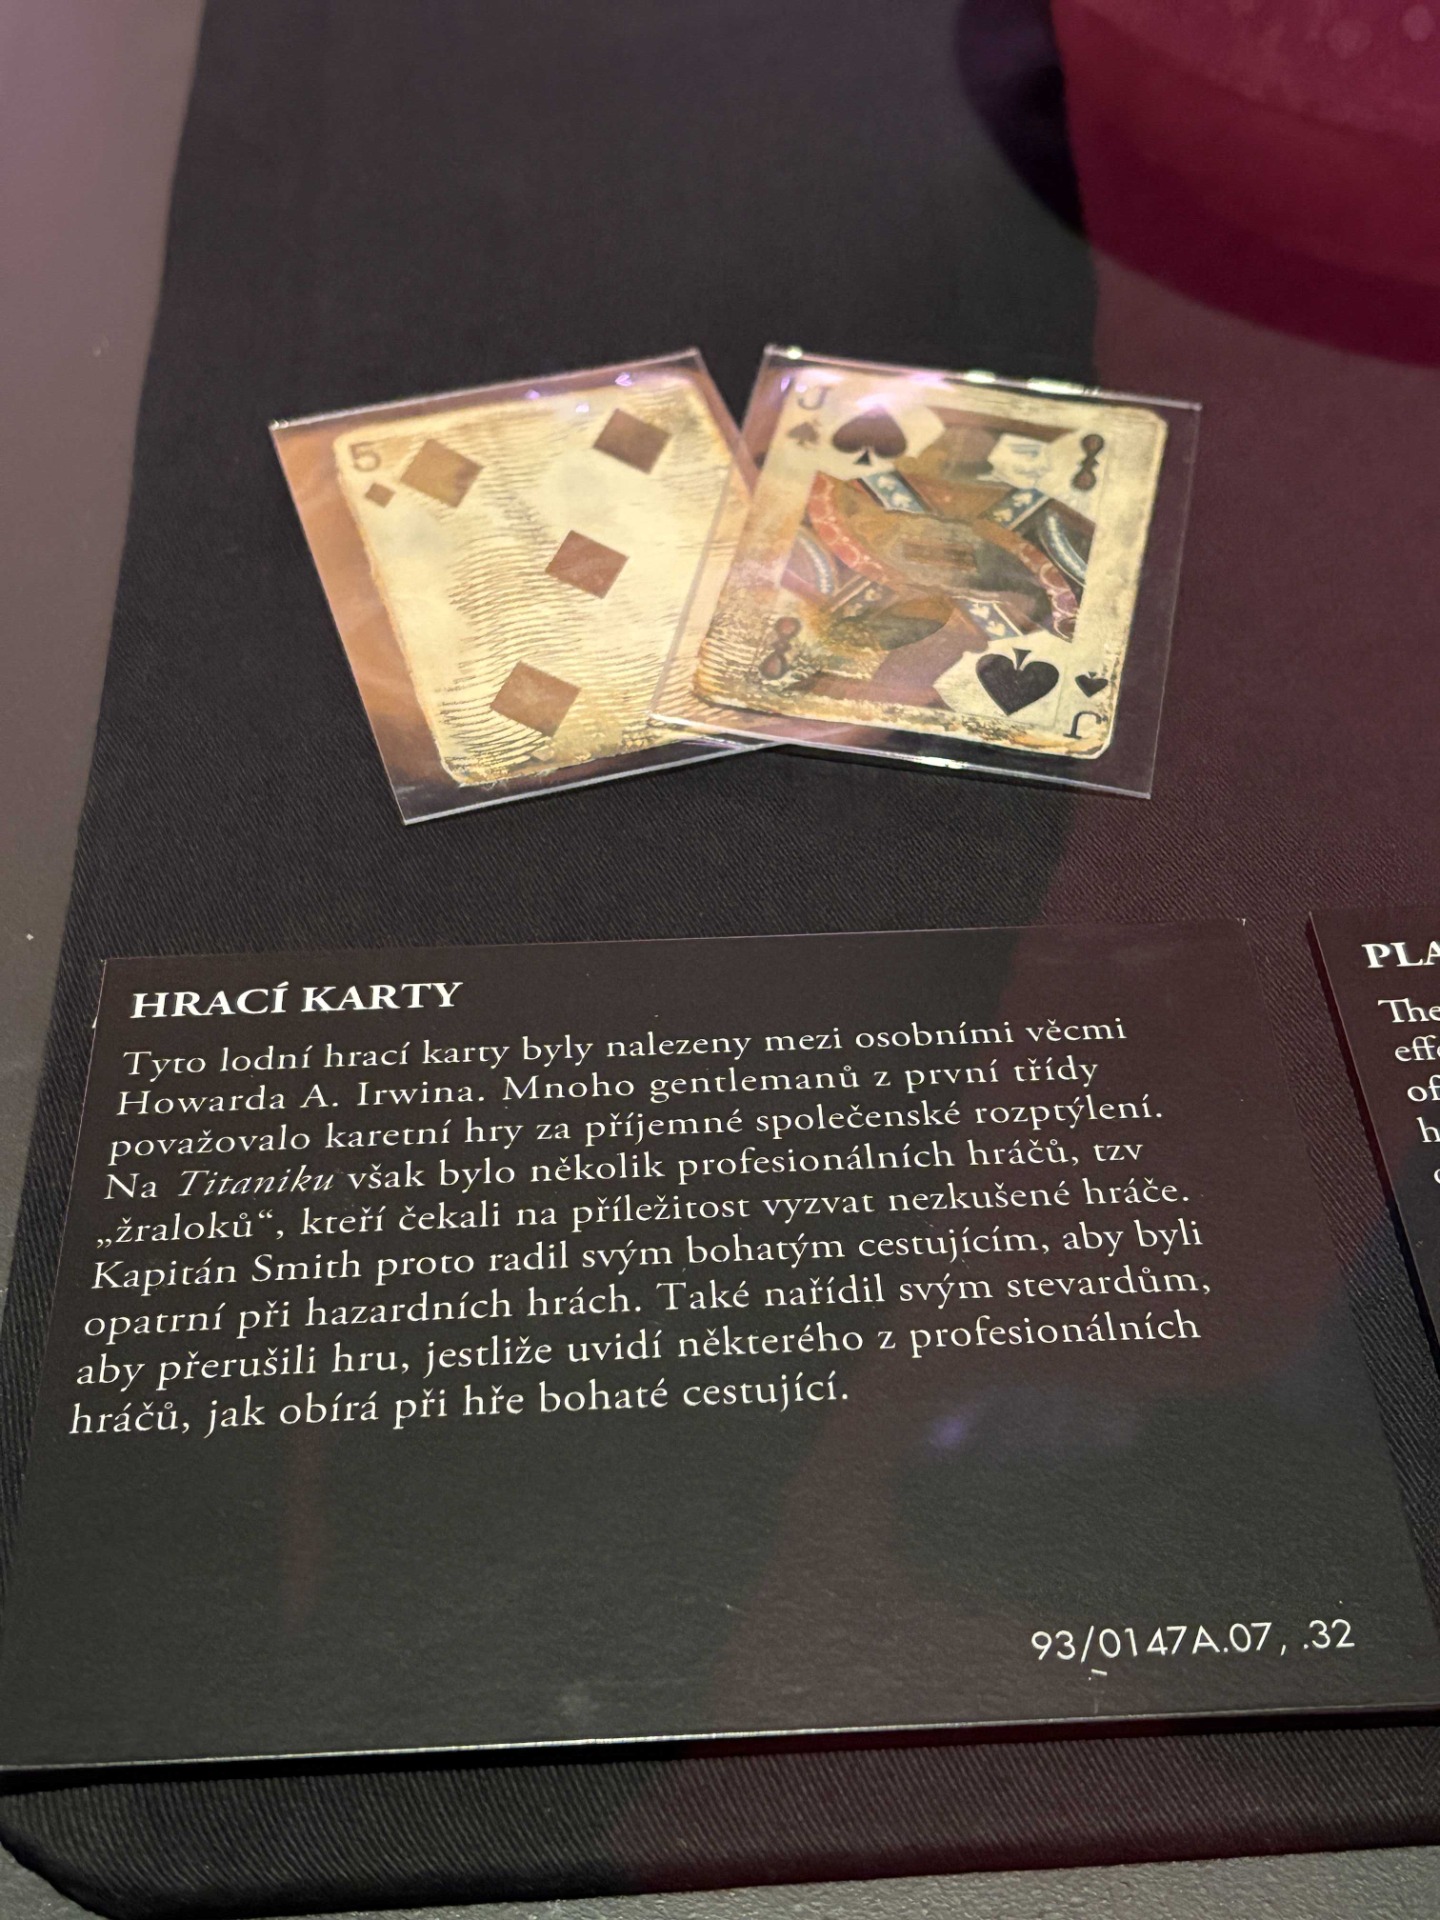 5
J
J
HRACÍ KARTY
Tyto lodní hrací karty byly nalezeny mezi osobními věcmi
Howarda A. Irwina. Mnoho gentlemanů z první třídy
považovalo karetní hry za příjemné společenské rozptýlení.
Na Titaniku však bylo několik profesionálních hráčů, tzv
„žraloků“, kteří čekali na příležitost vyzvat nezkušené hráče.
Kapitán Smith proto radil svým bohatým cestujícím, aby byli
opatrní při hazardních hrách. Také nařídil svým stevardům,
aby přerušili hru, jestliže uvidí některého z profesionálních
hráčů, jak obírá při hře bohaté cestující.
93/0147A.07, .32
PLA
The
effe
of
h